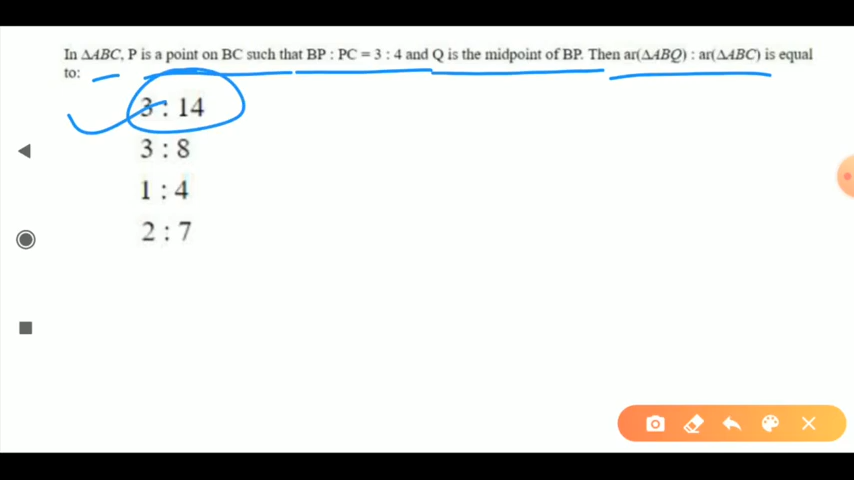 In ΔABC, P is a point on BC such that BP : PC = 3 : 4 and Q is the midpoint of BP. Then ar(ΔABQ) : ar(ΔABC) is equal
to:
3 : 14
3 : 8
1 : 4
2 : 7